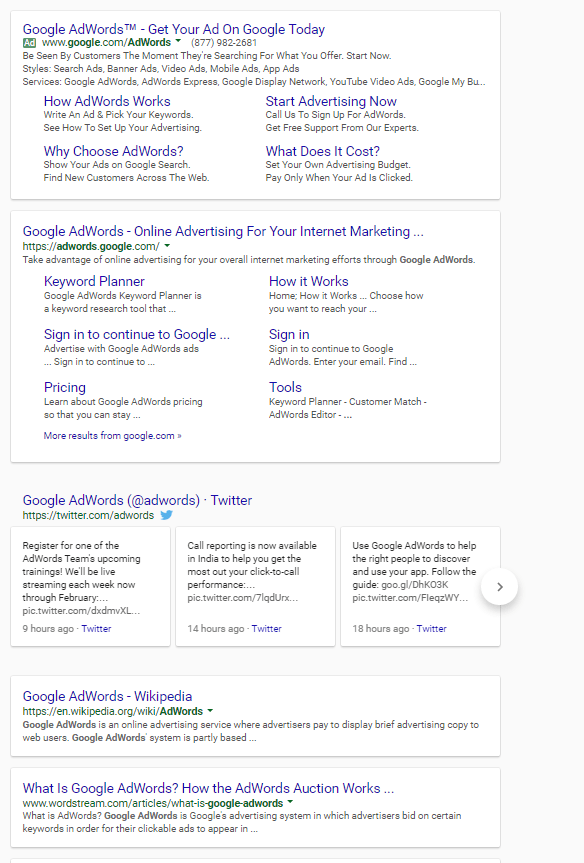 Google AdWords™ - Get Your Ad On Google Today
Ad www.google.com/AdWords (877) 982-2681
Be Seen By Customers The Moment They're Searching For What You Offer. Start Now.
Styles: Search Ads, Banner Ads, Video Ads, Mobile Ads, App Ads
Services: Google AdWords, AdWords Express, Google Display Network, YouTube Video Ads, Google My Bu...
How AdWords Works
Write An Ad & Pick Your Keywords.
See How To Set Up Your Advertising.
Start Advertising Now
Call Us To Sign Up For AdWords.
Get Free Support From Our Experts.
Why Choose AdWords?
Show Your Ads on Google Search.
Find New Customers Across The Web.
What Does It Cost?
Set Your Own Advertising Budget.
Pay Only When Your Ad Is Clicked.
Google AdWords - Online Advertising For Your Internet Marketing ...
https://adwords.google.com/
Take advantage of online advertising for your overall internet marketing efforts through Google AdWords.
Keyword Planner
Google AdWords Keyword Planner is
a keyword research tool that ...
How it Works
Home; How it Works ... Choose how
you want to reach your ...
Sign in to continue to Google ...
Advertise with Google AdWords ads
... Sign in to continue to ...
Sign in
Sign in to continue to Google
AdWords. Enter your email. Find ...
Pricing
Learn about Google AdWords pricing
so that you can stay ...
Tools
Keyword Planner - Customer Match -
AdWords Editor - ...
More results from google.com »
Google AdWords (@adwords) · Twitter
https://twitter.com/adwords
Register for one of the
AdWords Team's upcoming
trainings! We'll be live
streaming each week now
through February:...
pic.twitter.com/dxdmvXL...
9 hours ago · Twitter
Call reporting is now available
in India to help you get the
most out your click-to-call
performance:...
pic.twitter.com/7lqdUrx...
14 hours ago · Twitter
Use Google AdWords to help
the right people to discover
and use your app. Follow the
guide: goo.gl/DhKO3K
pic.twitter.com/FleqzWY...
18 hours ago · Twitter
Google AdWords - Wikipedia
https://en.wikipedia.org/wiki/AdWords
Google AdWords is an online advertising service where advertisers pay to display brief advertising copy to
web users. Google AdWords' system is partly based ...
What Is Google AdWords? How the AdWords Auction Works ...
www.wordstream.com/articles/what-is-google-adwords
What is AdWords? Google AdWords is Google's advertising system in which advertisers bid on certain
keywords in order for their clickable ads to appear in ...